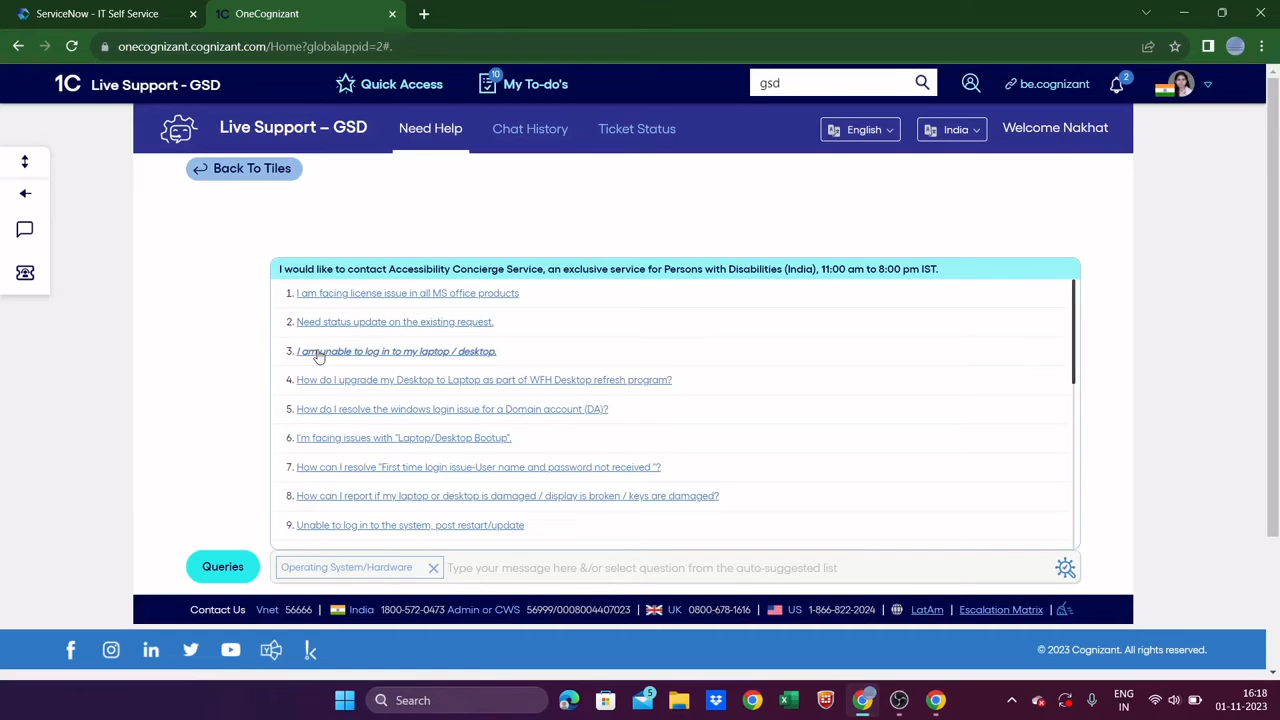 ServiceNow – IT Self Service
1C OneCognizant
onecognizant.cognizant.com/Home?globalappid=2#.
1C Live Support - GSD
Quick Access
10 My To-do's
gsd
be.cognizant
2
Live Support – GSD
Need Help
Chat History
Ticket Status
English
India
Welcome Nakhat
Back To Tiles
I would like to contact Accessibility Concierge Service, an exclusive service for Persons with Disabilities (India), 11:00 am to 8:00 pm IST.
1. I am facing license issue in all MS office products
2. Need status update on the existing request.
3. I am unable to log in to my laptop / desktop.
4. How do I upgrade my Desktop to Laptop as part of WFH Desktop refresh program?
5. How do I resolve the windows login issue for a Domain account (DA)?
6. I'm facing issues with "Laptop/Desktop Bootup".
7. How can I resolve "First time login issue-User name and password not received "?
8. How can I report if my laptop or desktop is damaged / display is broken / keys are damaged?
9. Unable to log in to the system, post restart/update
Queries
Operating System/Hardware
Type your message here &/or select question from the auto-suggested list
Contact Us Vnet 56666 | India 1800-572-0473 Admin or CWS 56999/0008004407023 | UK 0800-678-1616 | US 1-866-822-2024 | LatAm | Escalation Matrix |
© 2023 Cognizant. All rights reserved.
Search
5
ENG
IN
16:18
01-11-2023